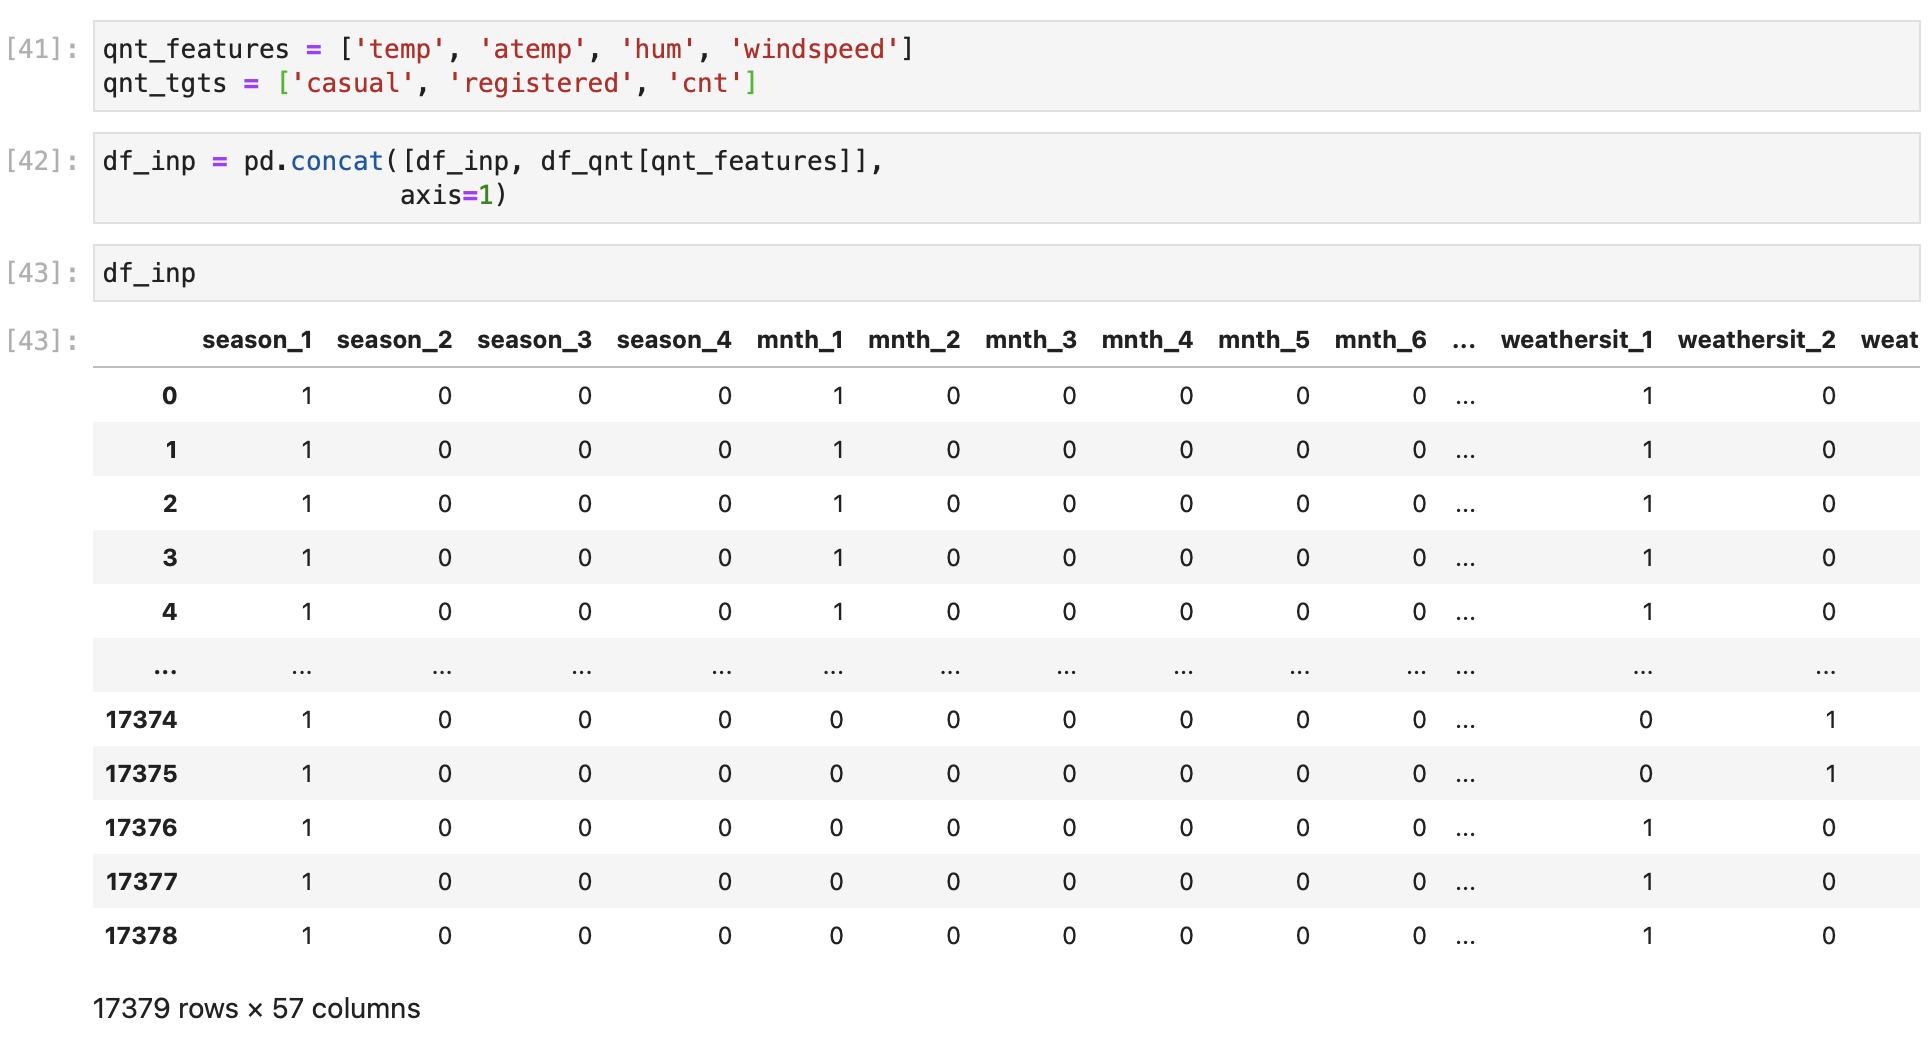 [41]: qnt_features = ['temp', 'atemp', 'hum', 'windspeed']
qnt_tgts = ['casual', 'registered', 'cnt']
[42]: df_inp = pd.concat([df_inp, df_qnt[qnt_features]],
axis=1)
[43]: df_inp
[43]: season_1 season_2 season_3 season_4 mnth_1 mnth_2 mnth_3 mnth_4 mnth_5 mnth_6 ... weathersit_1 weathersit_2 weat
0 1 0 0 0 1 0 0 0 0 0 ... 1 0
1 1 0 0 0 1 0 0 0 0 0 ... 1 0
2 1 0 0 0 1 0 0 0 0 0 ... 1 0
3 1 0 0 0 1 0 0 0 0 0 ... 1 0
4 1 0 0 0 1 0 0 0 0 0 ... 1 0
... ... ... ... ... ... ... ... ... ... ... ... ... ...
17374 1 0 0 0 0 0 0 0 0 0 ... 0 1
17375 1 0 0 0 0 0 0 0 0 0 ... 0 1
17376 1 0 0 0 0 0 0 0 0 0 ... 1 0
17377 1 0 0 0 0 0 0 0 0 0 ... 1 0
17378 1 0 0 0 0 0 0 0 0 0 ... 1 0
17379 rows × 57 columns